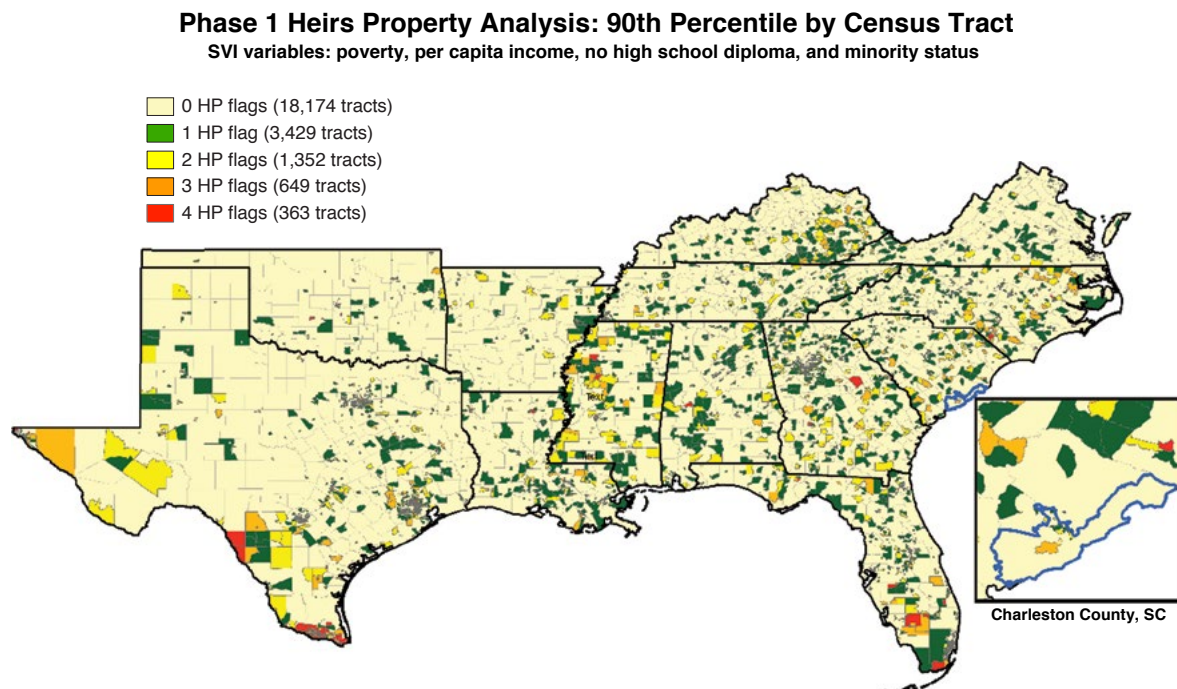 Phase 1 Heirs Property Analysis: 90th Percentile by Census Tract
SVI variables: poverty, per capita income, no high school diploma, and minority status
0 HP flags (18,174 tracts)
1 HP flag (3,429 tracts)
2 HP flags (1,352 tracts)
3 HP flags (649 tracts)
4 HP flags (363 tracts)
Text
Text
Charleston County, SC